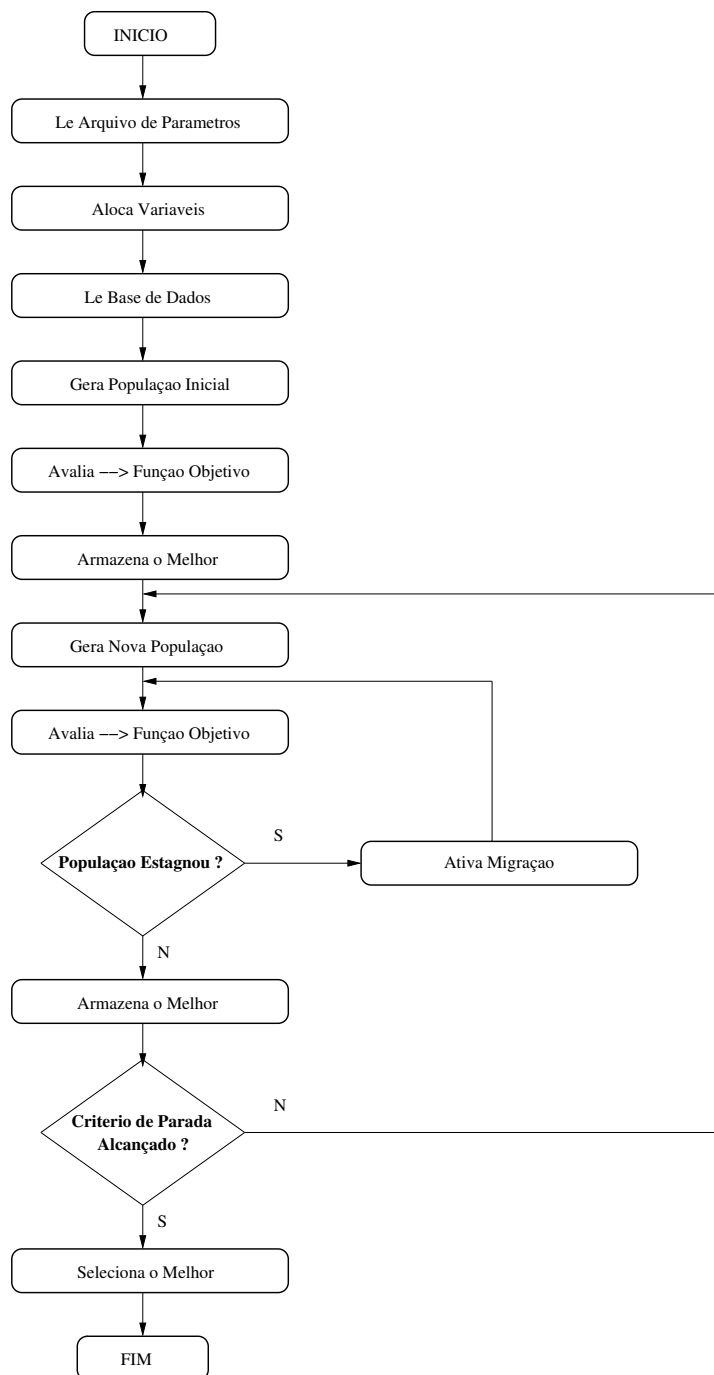 INICIO
Le Arquivo de Parametros
Aloca Variaveis
Le Base de Dados
Gera Populaçao Inicial
Avalia −−> Funçao Objetivo
Armazena o Melhor
Gera Nova Populaçao
Avalia −−> Funçao Objetivo
S
Populaçao Estagnou ?
Ativa Migraçao
N
Armazena o Melhor
N
Criterio de Parada
Alcançado ?
S
Seleciona o Melhor
FIM